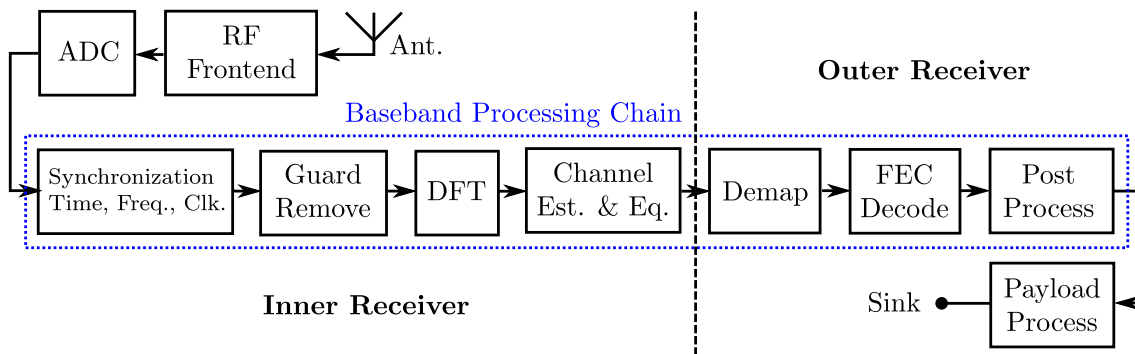 ADC
RF
Frontend
Ant.
Outer Receiver
Baseband Processing Chain
Synchronization
Time, Freq., Clk.
Guard
Remove
DFT
Channel
Est. & Eq.
Demap
FEC
Decode
Post
Process
Inner Receiver
Sink
Payload
Process